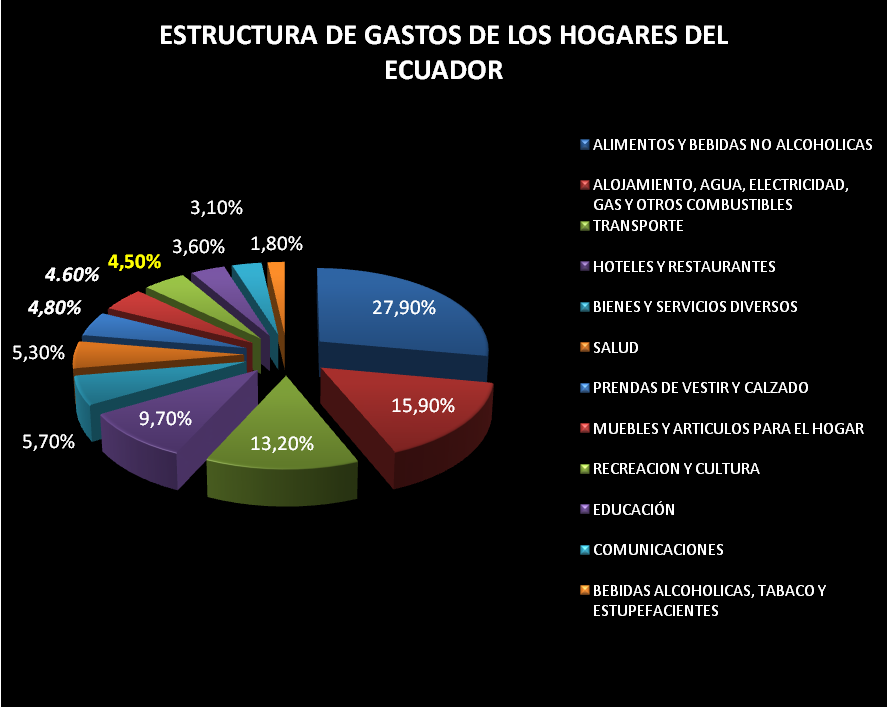 ESTRUCTURA DE GASTOS DE LOS HOGARES DEL
ECUADOR
ALIMENTOS Y BEBIDAS NO ALCOHOLICAS
ALOJAMIENTO, AGUA, ELECTRICIDAD,
GAS Y OTROS COMBUSTIBLES
TRANSPORTE
HOTELES Y RESTAURANTES
BIENES Y SERVICIOS DIVERSOS
SALUD
PRENDAS DE VESTIR Y CALZADO
MUEBLES Y ARTICULOS PARA EL HOGAR
RECREACION Y CULTURA
EDUCACIÓN
COMUNICACIONES
BEBIDAS ALCOHOLICAS, TABACO Y
ESTUPEFACIENTES
27,90%
15,90%
13,20%
9,70%
5,70%
5,30%
4,80%
4.60%
4,50%
3,60%
3,10%
1,80%